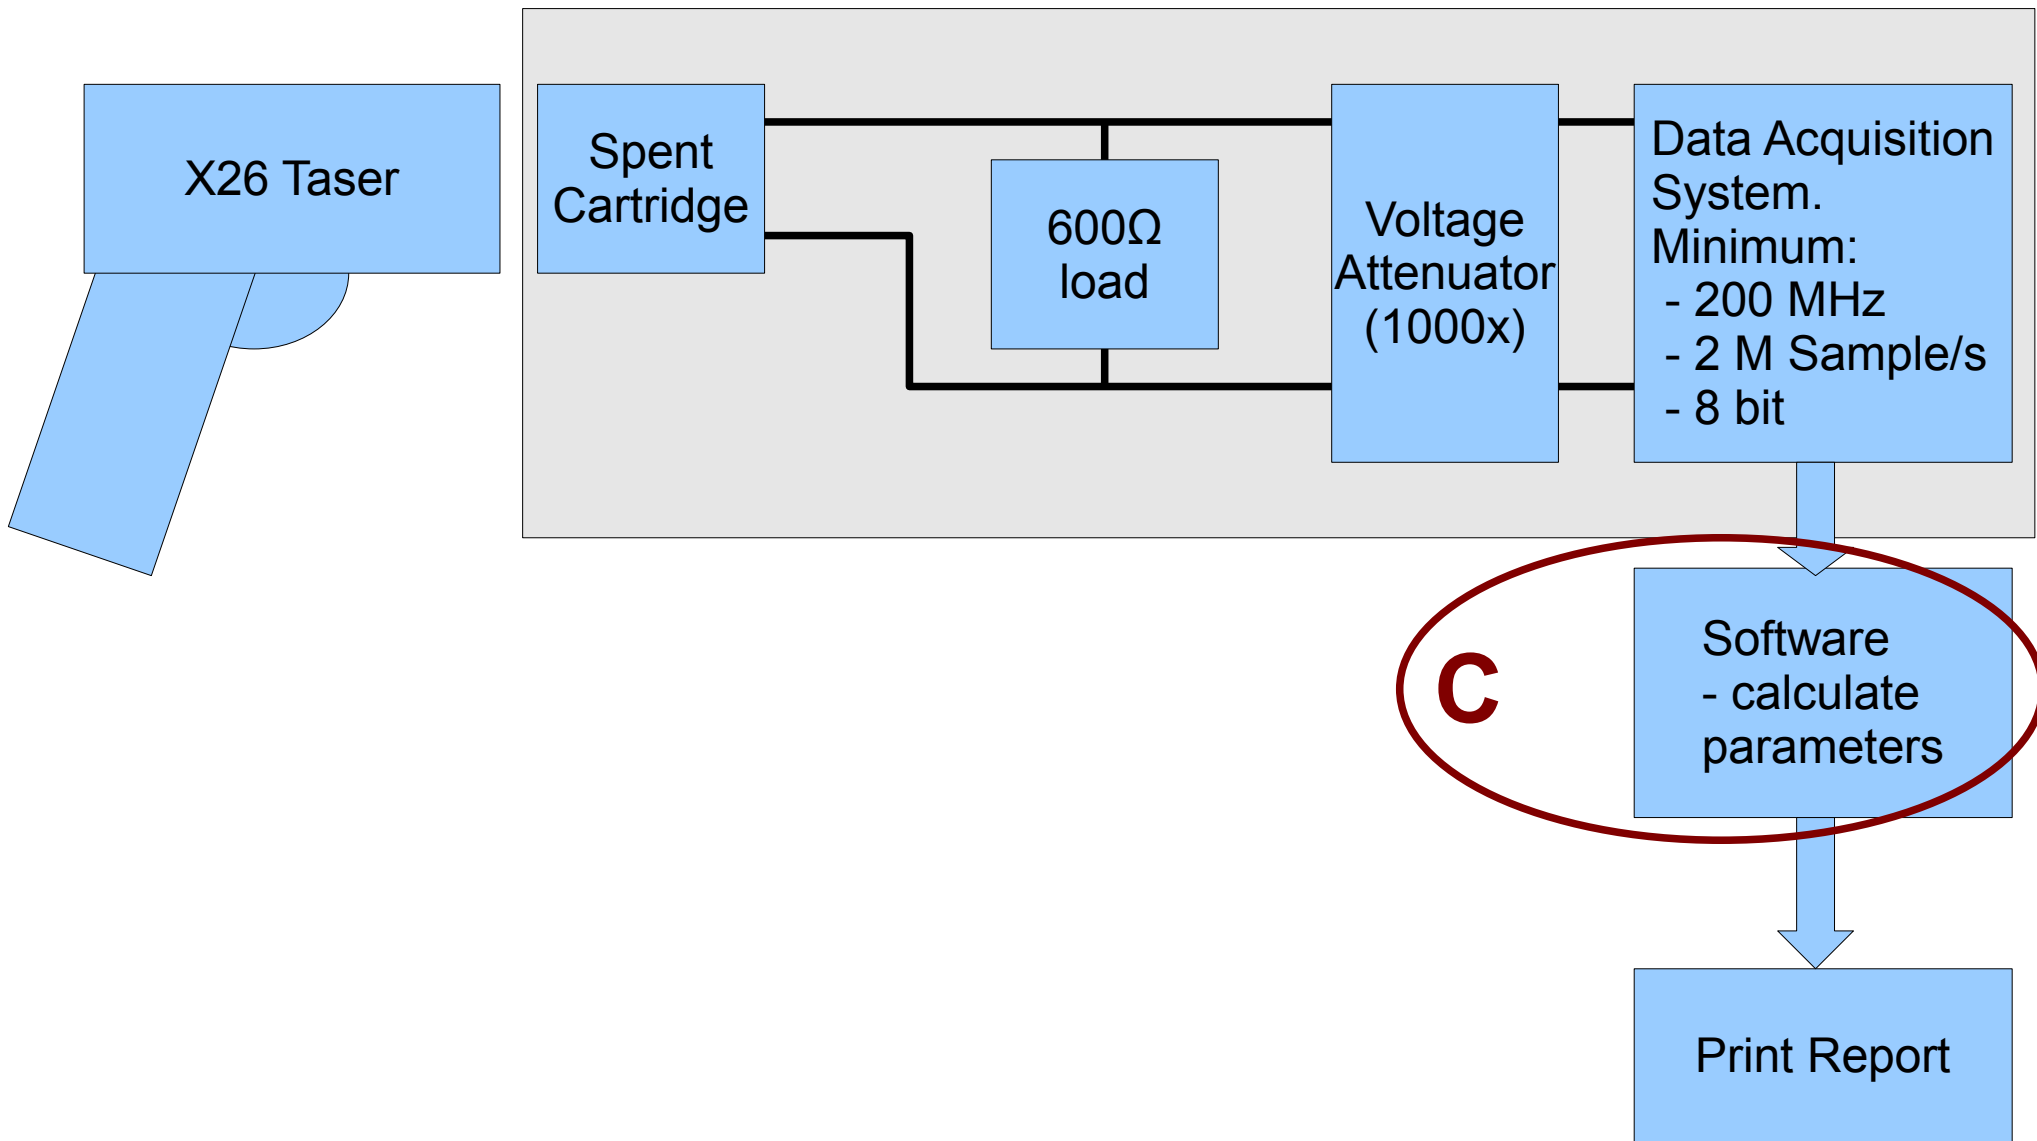 X26 Taser
Spent
Cartridge
600Ω
load
Voltage
Attenuator
(1000x)
Data Acquisition
System.
Minimum:
- 200 MHz
- 2 M Sample/s
- 8 bit
C
Software
- calculate
parameters
Print Report